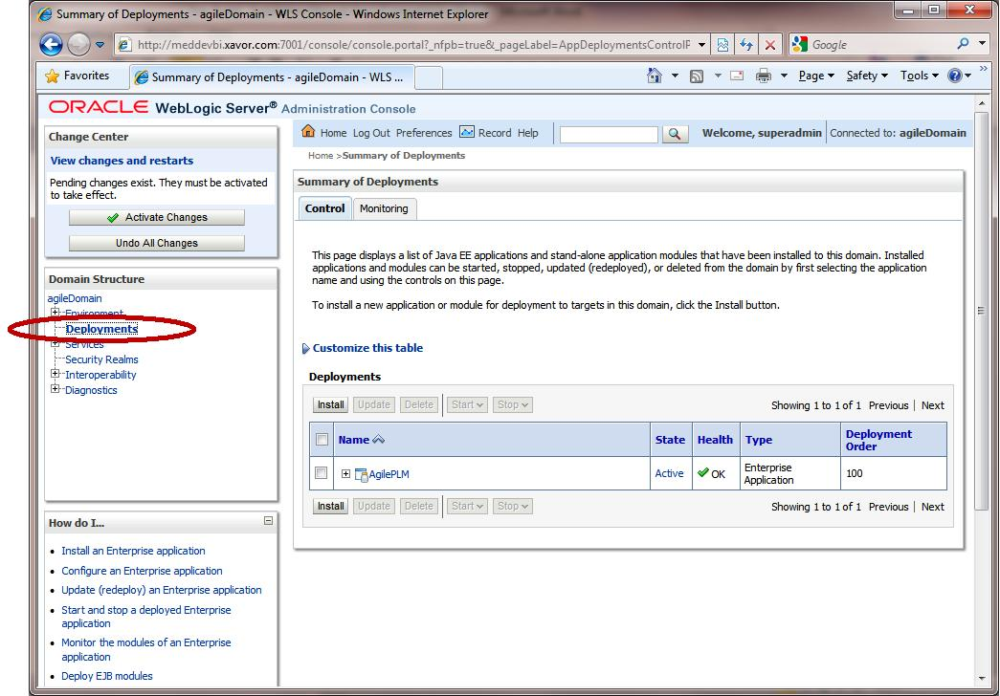 Summary of Deployments - agileDomain - WLS Console - Windows Internet Explorer
http://meddevbi.xavor.com:7001/console/console.portal?_nfpb=true&_pageLabel=AppDeploymentsControlP
Google
Favorites
Summary of Deployments - agileDomain - WLS ...
Page
Safety
Tools
ORACLE WebLogic Server® Administration Console
Change Center
View changes and restarts
Pending changes exist. They must be activated
to take effect.
Activate Changes
Undo All Changes
Domain Structure
agileDomain
Environment
Deployments
Services
Security Realms
Interoperability
Diagnostics
How do I...
Install an Enterprise application
Configure an Enterprise application
Update (redeploy) an Enterprise application
Start and stop a deployed Enterprise
application
Monitor the modules of an Enterprise
application
Deploy EJB modules
Home Log Out Preferences Record Help
Welcome, superadmin
Connected to: agileDomain
Home >Summary of Deployments
Summary of Deployments
Control Monitoring
This page displays a list of Java EE applications and stand-alone application modules that have been installed to this domain. Installed
applications and modules can be started, stopped, updated (redeployed), or deleted from the domain by first selecting the application
name and using the controls on this page.
To install a new application or module for deployment to targets in this domain, click the Install button.
Customize this table
Deployments
Install Update Delete Start Stop
Showing 1 to 1 of 1 Previous | Next
Name State Health Type Deployment
Order
AgilePLM Active OK Enterprise
Application 100
Install Update Delete Start Stop
Showing 1 to 1 of 1 Previous | Next